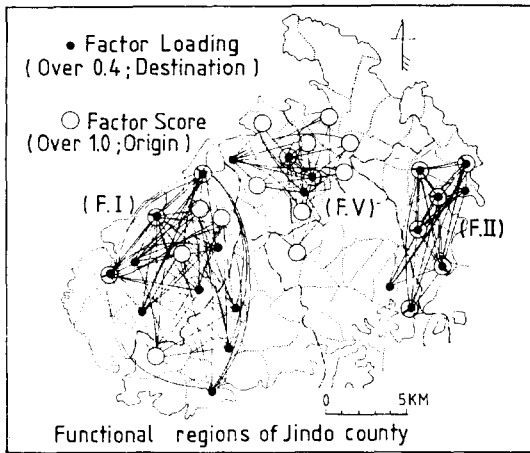 Factor Loading
(Over 0.4 ; Destination)
Factor Score
(Over 1.0 ; Origin)
(F.I)
(F.V)
(F.II)
0 5KM
Functional regions of Jindo county